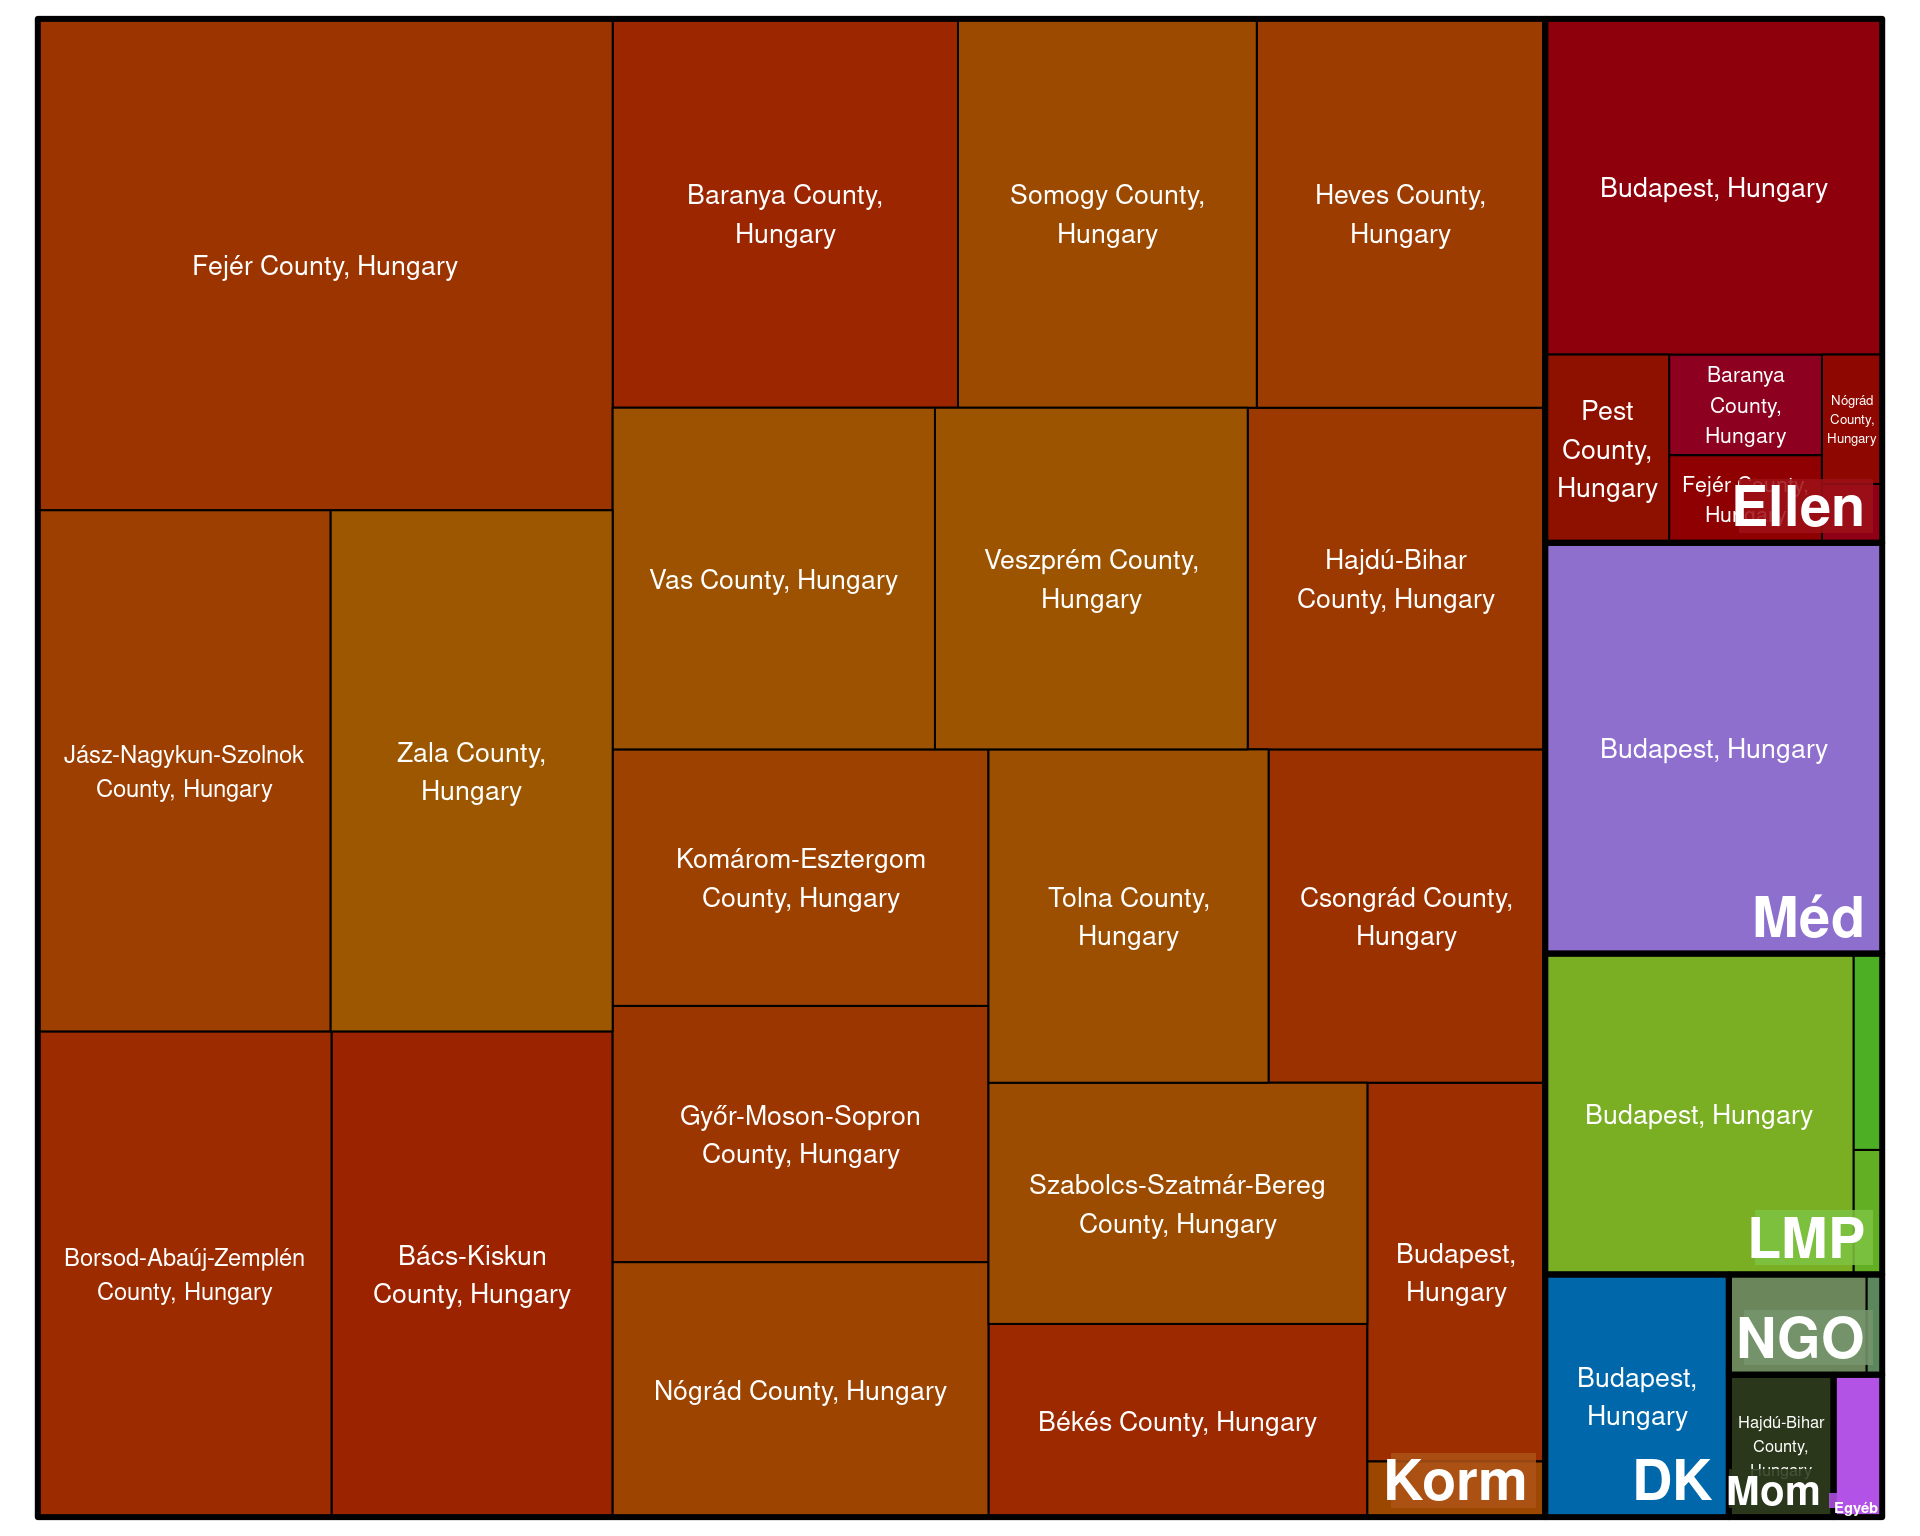 Fejér County, Hungary
Baranya County,
Hungary
Somogy County,
Hungary
Heves County,
Hungary
Vas County, Hungary
Veszprém County,
Hungary
Hajdú-Bihar
County, Hungary
Jász-Nagykun-Szolnok
County, Hungary
Zala County,
Hungary
Komárom-Esztergom
County, Hungary
Tolna County,
Hungary
Csongrád County,
Hungary
Borsod-Abaúj-Zemplén
County, Hungary
Bács-Kiskun
County, Hungary
Győr-Moson-Sopron
County, Hungary
Szabolcs-Szatmár-Bereg
County, Hungary
Budapest,
Hungary
Nógrád County, Hungary
Békés County, Hungary
Korm
Budapest, Hungary
Pest
County,
Hungary
Baranya
County,
Hungary
Nógrád
County,
Hungary
Fejér County,
Hungary
Ellen
Budapest, Hungary
Méd
Budapest, Hungary
LMP
Budapest,
Hungary
DK
NGO
Hajdú-Bihar
County,
Hungary
Mom
Egyéb